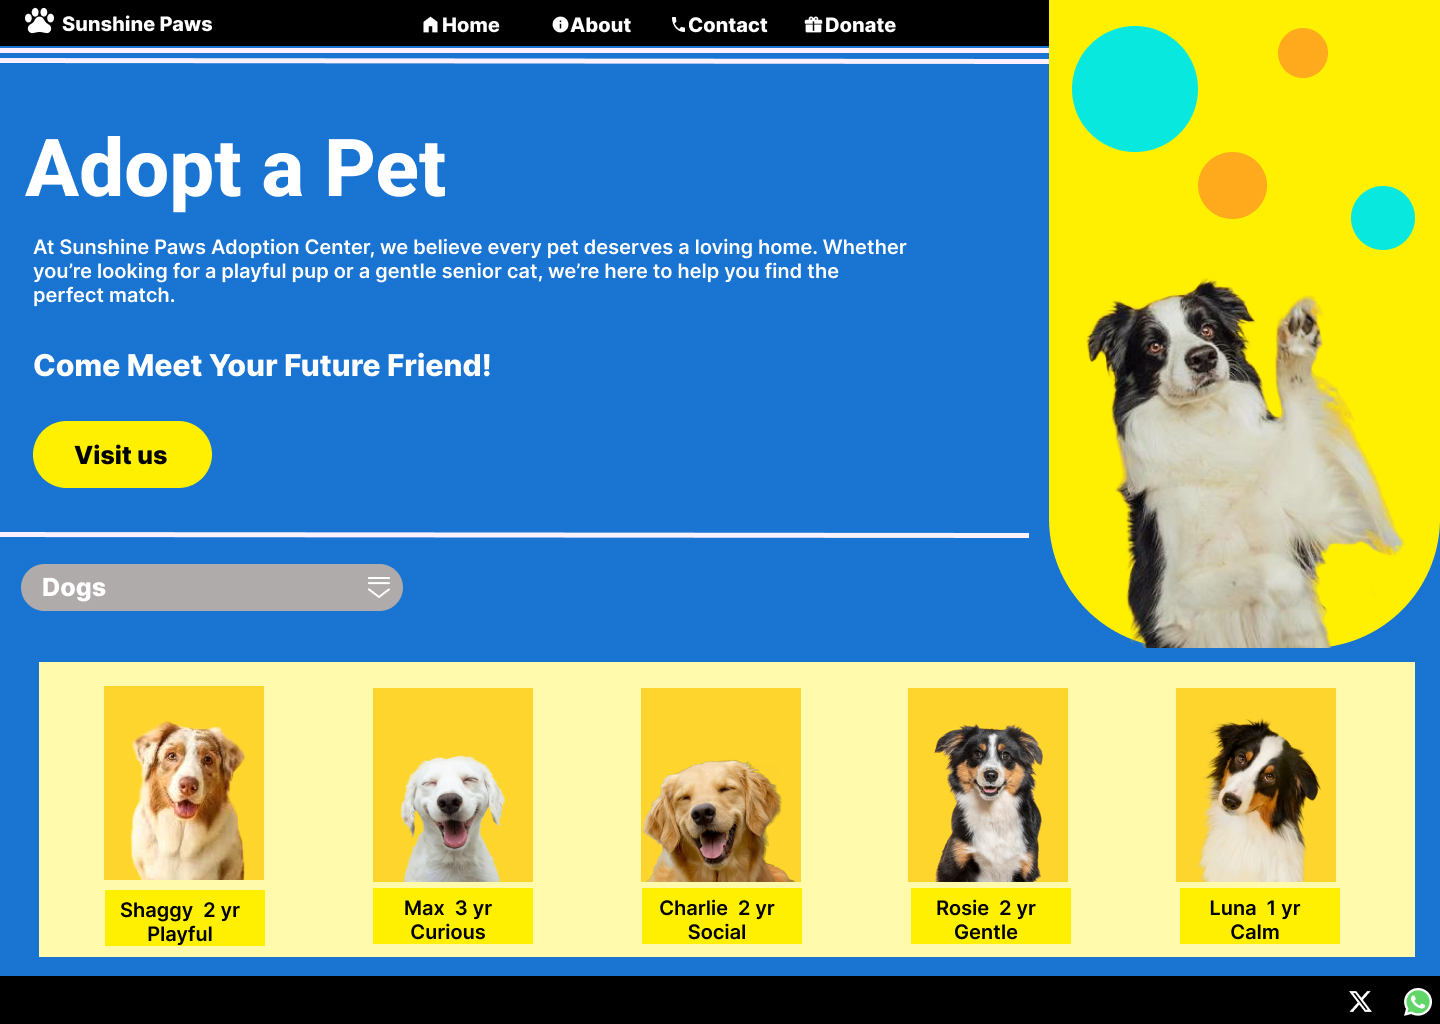 Sunshine Paws
Home
About
Contact
Donate
Adopt a Pet
At Sunshine Paws Adoption Center, we believe every pet deserves a loving home. Whether
you’re looking for a playful pup or a gentle senior cat, we’re here to help you find the
perfect match.
Come Meet Your Future Friend!
Visit us
Dogs
Shaggy 2 yr
Playful
Max 3 yr
Curious
Charlie 2 yr
Social
Rosie 2 yr
Gentle
Luna 1 yr
Calm